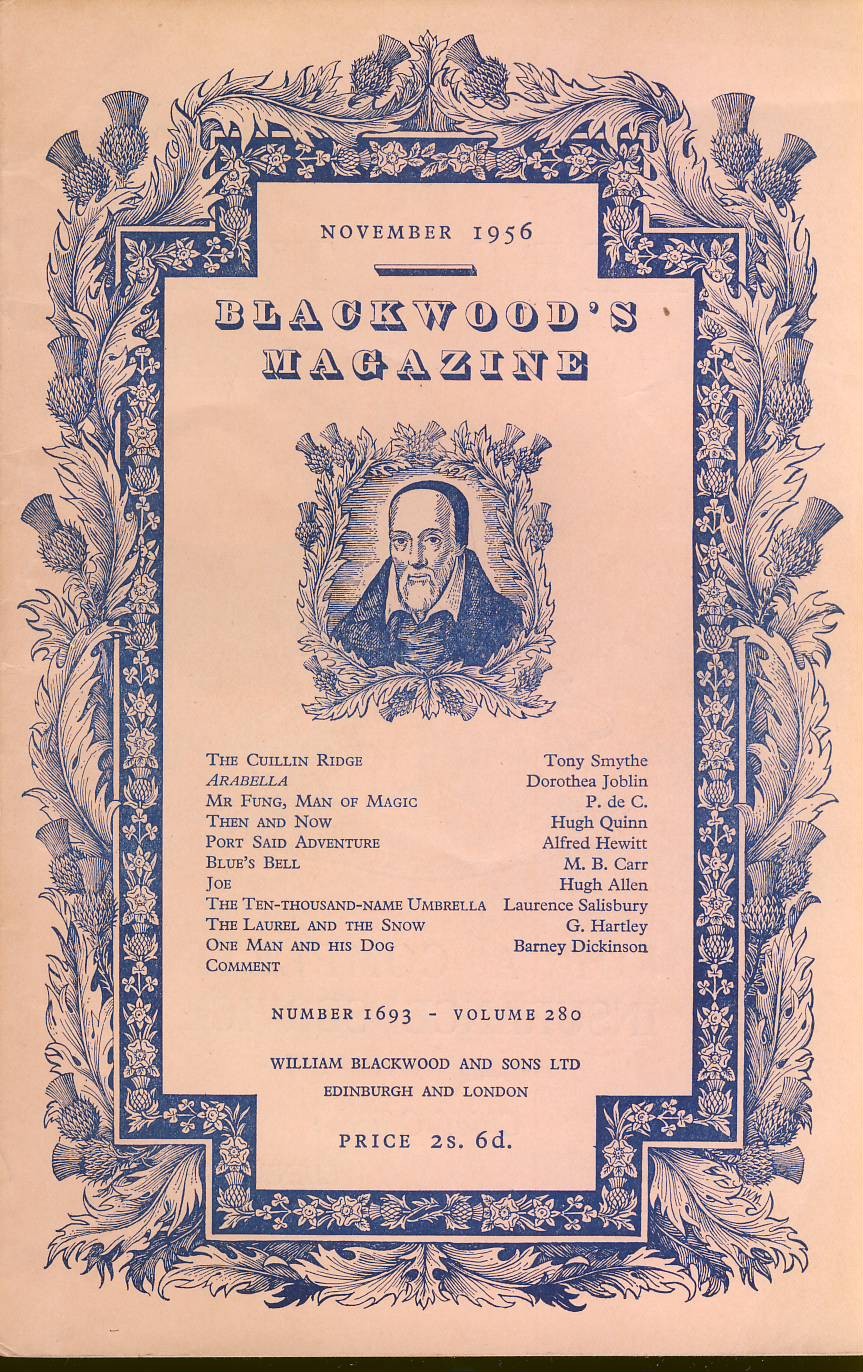 NOVEMBER 1956
BLACKWOOD'S
MAGAZINE
THE CUILLIN RIDGE Tony Smythe
ARABELLA Dorothea Joblin
MR FUNG, MAN OF MAGIC P. de C.
THEN AND NOW Hugh Quinn
PORT SAID ADVENTURE Alfred Hewitt
BLUE'S BELL M. B. Carr
JOE Hugh Allen
THE TEN-THOUSAND-NAME UMBRELLA Laurence Salisbury
THE LAUREL AND THE SNOW G. Hartley
ONE MAN AND HIS DOG Barney Dickinson
COMMENT
NUMBER 1693 - VOLUME 280
WILLIAM BLACKWOOD AND SONS LTD
EDINBURGH AND LONDON
PRICE 2s. 6d.